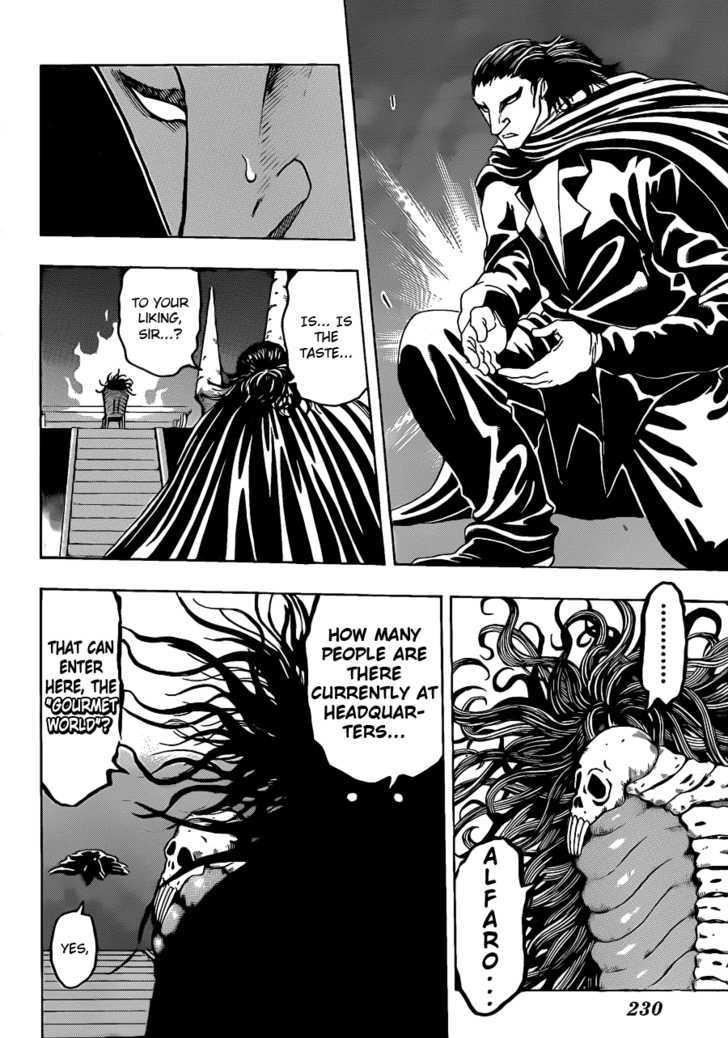 IS... IS
THE
TASTE...
TO YOUR
LIKING,
SIR...?
.........
ALFARO...
HOW MANY
PEOPLE ARE
THERE
CURRENTLY AT
HEADQUAR-
TERS...
THAT CAN
ENTER
HERE, THE
"GOURMET
WORLD"?
YES,
230